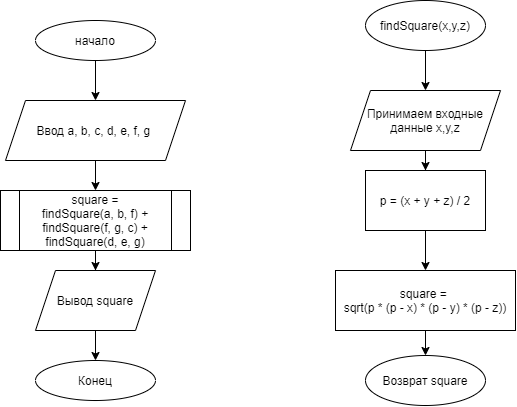 начало
Ввод a, b, c, d, e, f, g
square =
findSquare(a, b, f) +
findSquare(f, g, c) +
findSquare(d, e, g)
Вывод square
Конец
findSquare(x,y,z)
Принимаем входные
данные x,y,z
p = (x + y + z) / 2
square =
sqrt(p * (p - x) * (p - y) * (p - z))
Возврат square